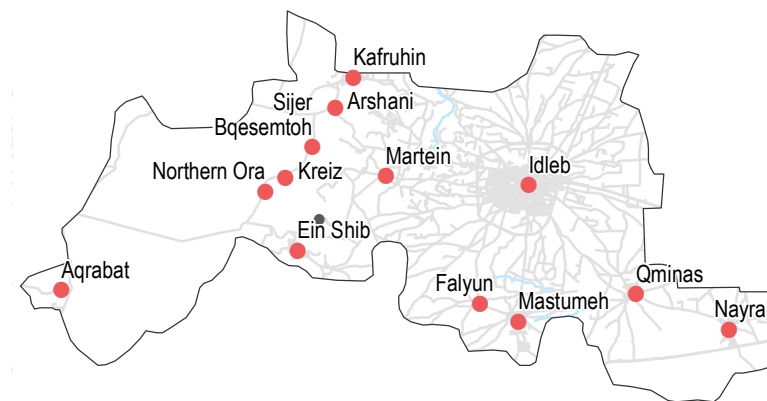 Kafruhin
Sijer
Arshani
Bqesemtoh
Martein
Idleb
Northern Ora
Kreiz
Ein Shib
Aqrabat
Falyun
Qminas
Mastumeh
Nayrab